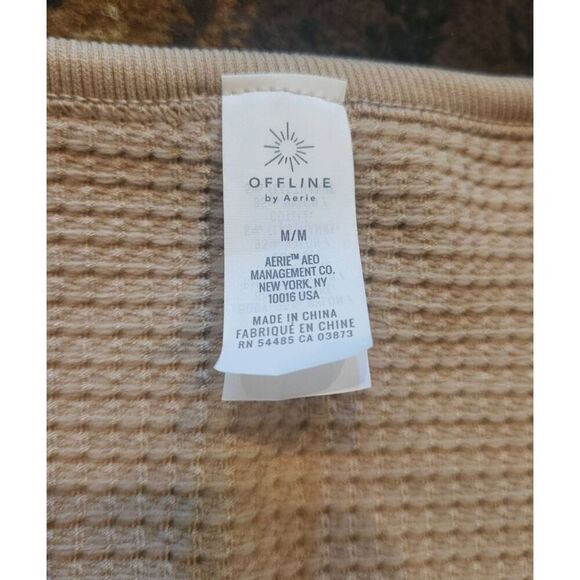 OFFLINE
by Aerie
M/M
AERIE™ AEO
MANAGEMENT CO.
NEW YORK, NY
10016 USA
MADE IN CHINA
FABRIQUÉ EN CHINE
RN 54485 CA 03873